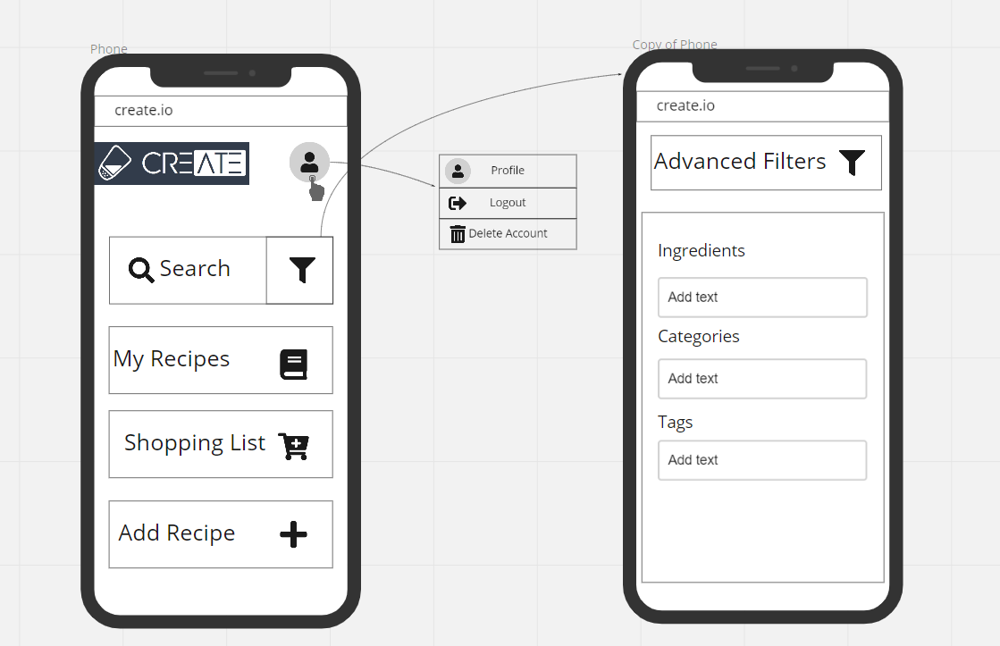 Phone
create.io
CREATE
Search
My Recipes
Shopping List
Add Recipe
Profile
Logout
Delete Account
Copy of Phone
create.io
Advanced Filters
Ingredients
Add text
Categories
Add text
Tags
Add text